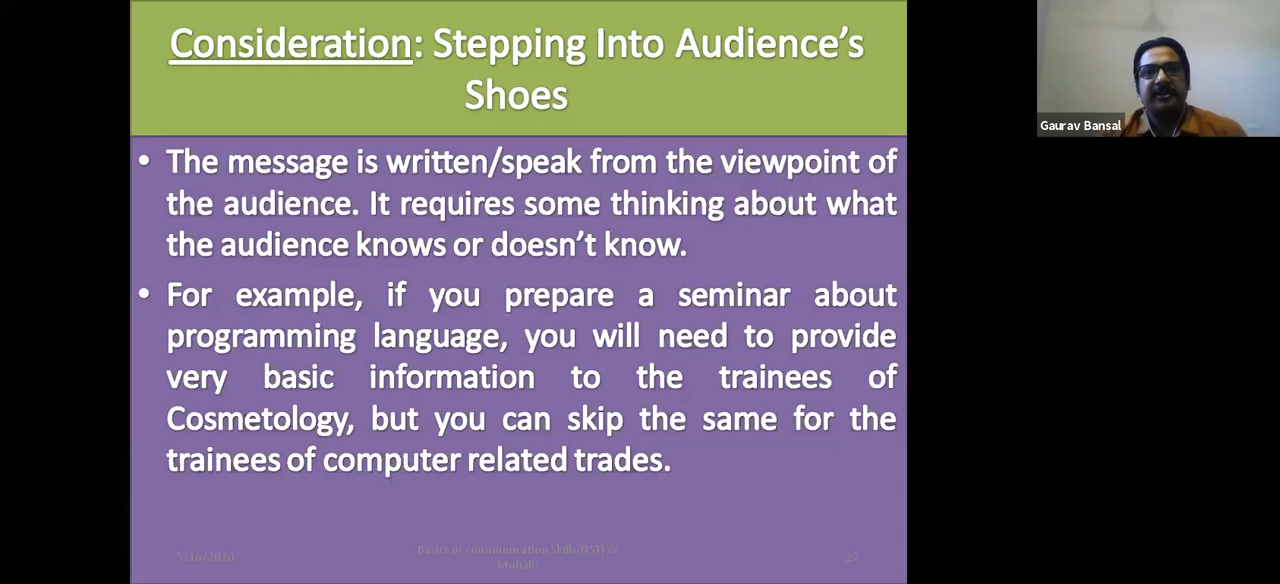 Consideration: Stepping Into Audience’s
Shoes
• The message is written/speak from the viewpoint of
the audience. It requires some thinking about what
the audience knows or doesn’t know.
• For example, if you prepare a seminar about
programming language, you will need to provide
very basic information to the trainees of
Cosmetology, but you can skip the same for the
trainees of computer related trades.
5/16/2020
Basics of communication Skills(NSTI W
Mohali)
27
Gaurav Bansal